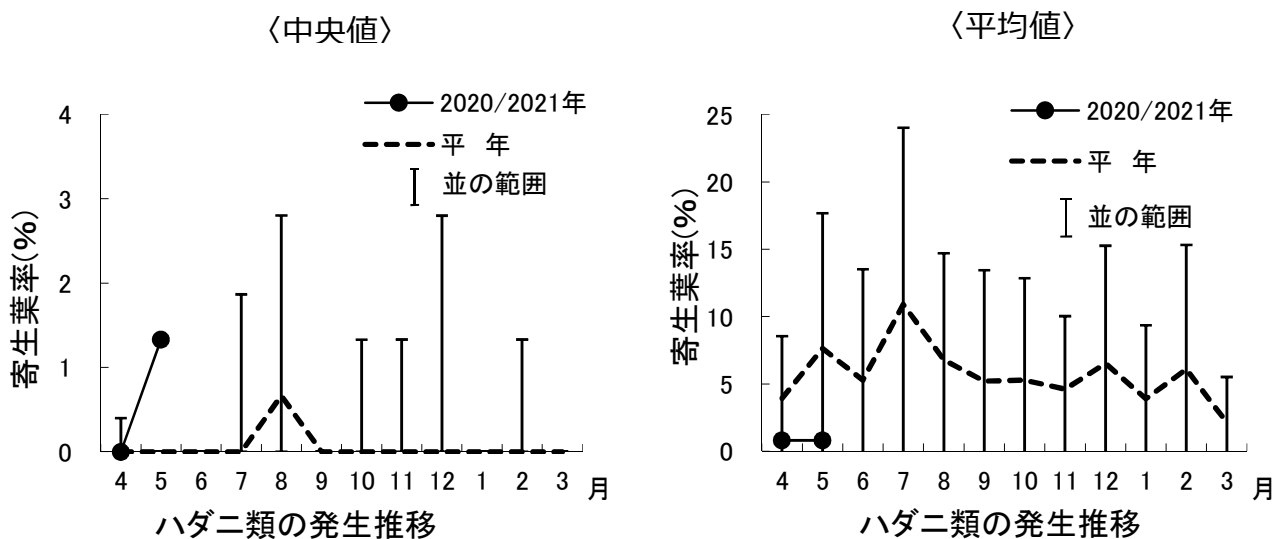 〈中央値〉
2020/2021年
平 年
並の範囲
寄生葉率(%)
4
3
2
1
0
4 5 6 7 8 9 10 11 12 1 2 3 月
ハダニ類の発生推移
〈平均値〉
2020/2021年
平 年
並の範囲
寄生葉率(%)
25
20
15
10
5
0
4 5 6 7 8 9 10 11 12 1 2 3 月
ハダニ類の発生推移